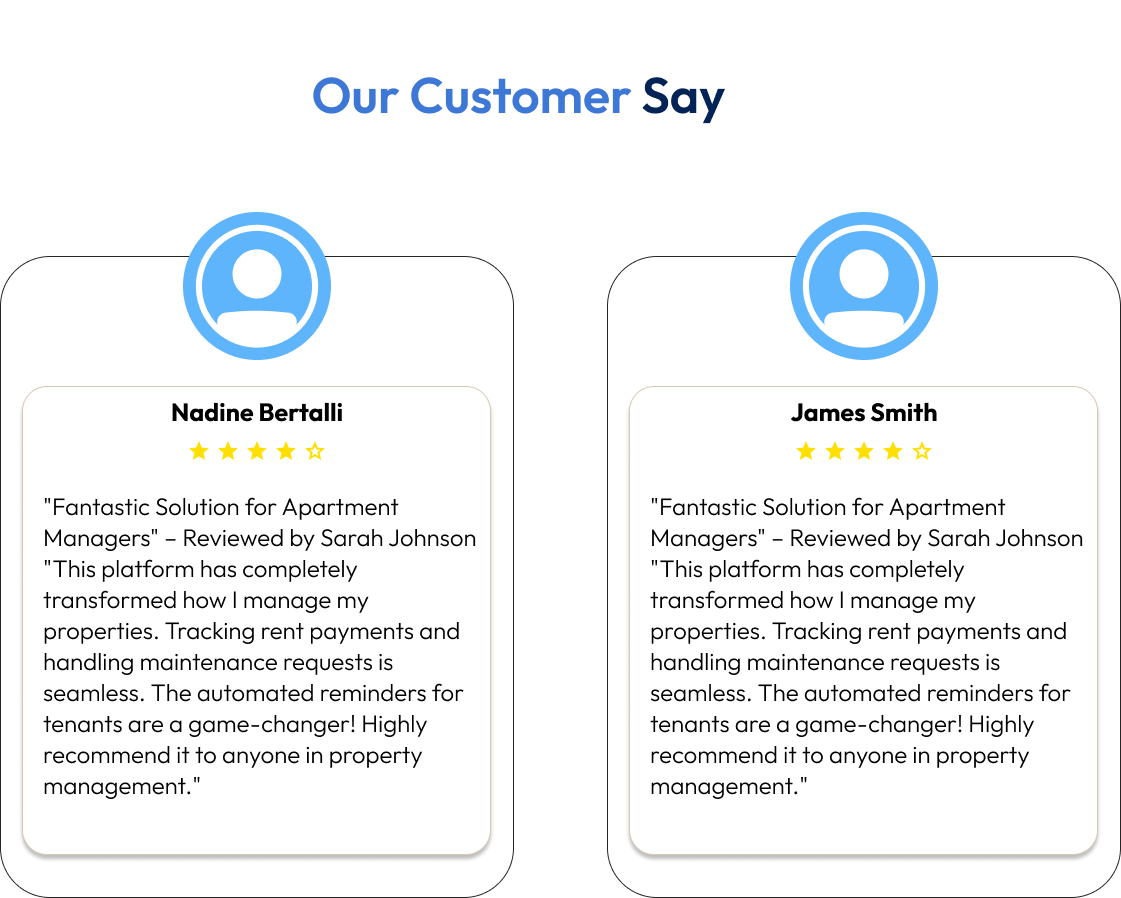 Our Customer Say
Nadine Bertalli
"Fantastic Solution for Apartment
Managers" – Reviewed by Sarah Johnson
"This platform has completely
transformed how I manage my
properties. Tracking rent payments and
handling maintenance requests is
seamless. The automated reminders for
tenants are a game-changer! Highly
recommend it to anyone in property
management."
James Smith
"Fantastic Solution for Apartment
Managers" – Reviewed by Sarah Johnson
"This platform has completely
transformed how I manage my
properties. Tracking rent payments and
handling maintenance requests is
seamless. The automated reminders for
tenants are a game-changer! Highly
recommend it to anyone in property
management."